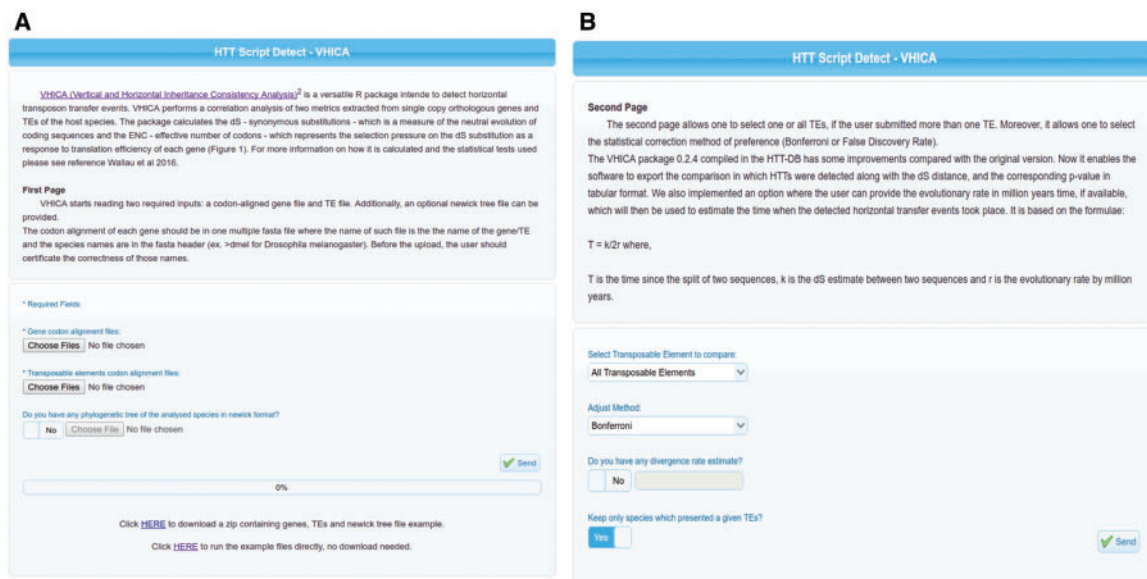 A
HTT Script Detect - VHICA
VHICA (Vertical and Horizontal Inheritance Consistency Analysis)2 is a versatile R package intende to detect horizontal
transposon transfer events. VHICA performs a correlation analysis of two metrics extracted from single copy orthologous genes and
TEs of the host species. The package calculates the dS - synonymous substitutions - which is a measure of the neutral evolution of
coding sequences and the ENC - effective number of codons - which represents the selection pressure on the dS substitution as a
response to translation efficiency of each gene (Figure 1). For more information on how it is calculated and the statistical tests used
please see reference Wallau et al 2016.
First Page
VHICA starts reading two required inputs: a codon-aligned gene file and TE file. Additionally, an optional newick tree file can be
provided.
The codon alignment of each gene should be in one multiple fasta file where the name of such file is the the name of the gene/TE
and the species names are in the fasta header (ex. >dmel for Drosophila melanogaster). Before the upload, the user should
certificate the correctness of those names.
* Required Fields:
* Gene codon alignment files:
Choose Files No file chosen
* Transposable elements codon alignment files:
Choose Files No file chosen
Do you have any phylogenetic tree of the analysed species in newick format?
No Choose File No file chosen
Send
0%
Click HERE to download a zip containing genes, TEs and newick tree file example.
Click HERE to run the example files directly, no download needed.
B
HTT Script Detect - VHICA
Second Page
The second page allows one to select one or all TEs, if the user submitted more than one TE. Moreover, it allows one to select
the statistical correction method of preference (Bonferroni or False Discovery Rate).
The VHICA package 0.2.4 compiled in the HTT-DB has some improvements compared with the original version. Now it enables the
software to export the comparison in which HTTs were detected along with the dS distance, and the corresponding p-value in
tabular format. We also implemented an option where the user can provide the evolutionary rate in million years time, if available,
which will then be used to estimate the time when the detected horizontal transfer events took place. It is based on the formulae:
T = k/2r where,
T is the time since the split of two sequences, k is the dS estimate between two sequences and r is the evolutionary rate by million
years.
Select Transposable Element to compare:
All Transposable Elements
Adjust Method:
Bonferroni
Do you have any divergence rate estimate?
No
Keep only species which presented a given TEs?
Yes
Send